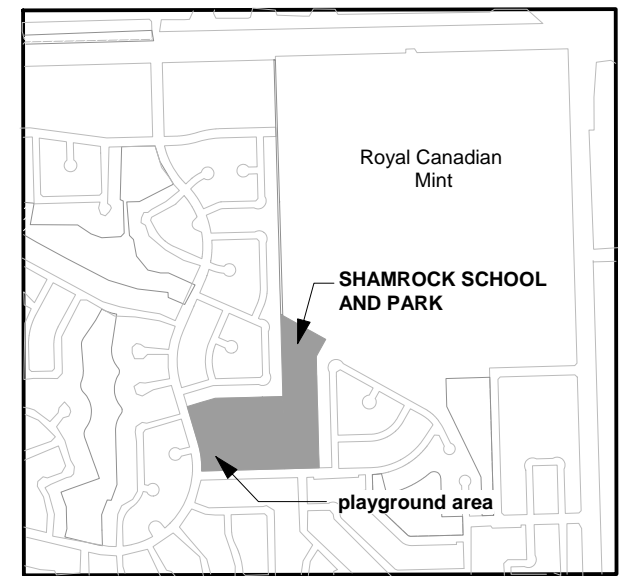 Royal Canadian
Mint
SHAMROCK SCHOOL
AND PARK
playground area